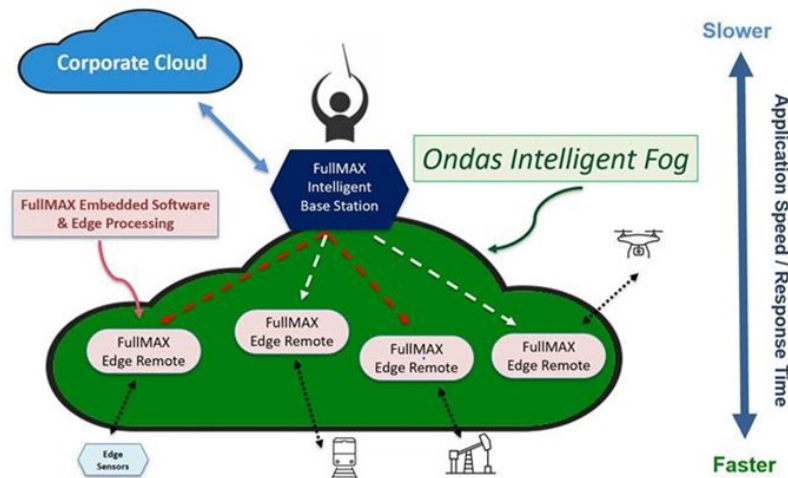 Corporate Cloud
Slower
FullMAX
Intelligent
Base Station
Ondas Intelligent Fog
FullMAX Embedded Software
& Edge Processing
FullMAX
Edge Remote
FullMAX
Edge Remote
FullMAX
Edge Remote
FullMAX
Edge Remote
Edge
Sensors
Application Speed / Response Time
Faster